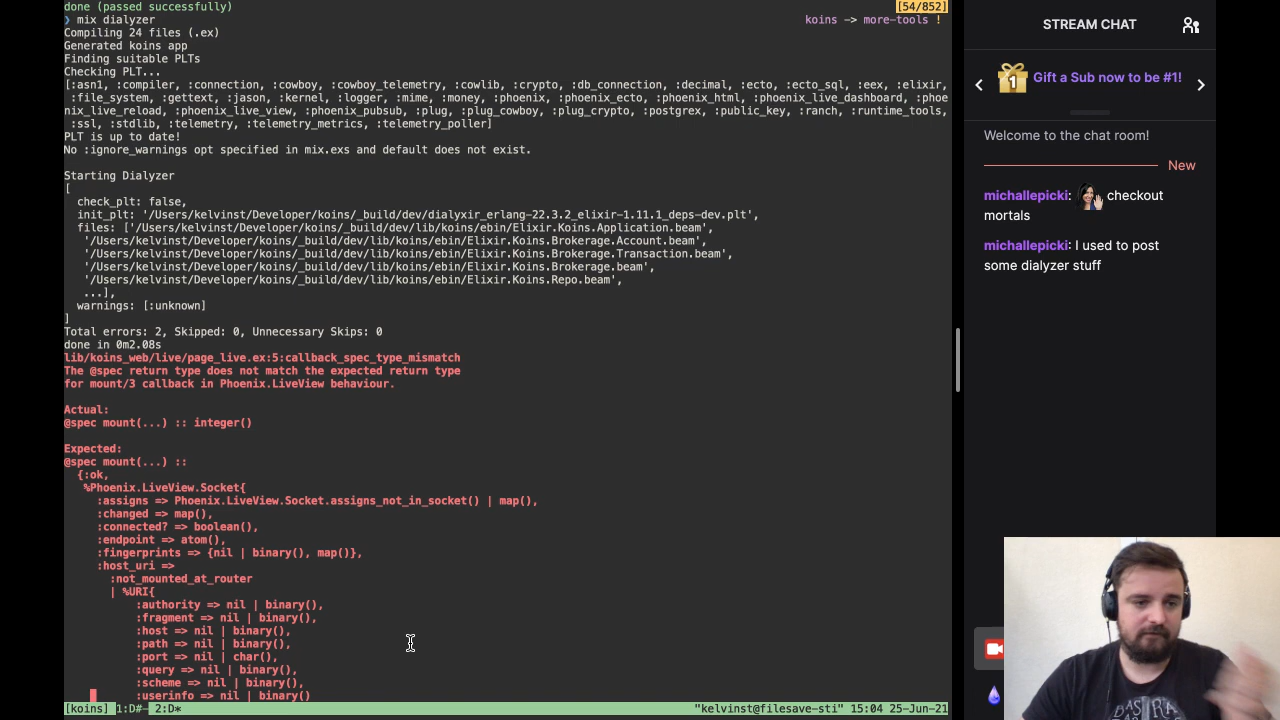 done (passed successfully)
[54/852]
❯ mix dialyzer
koins -> more-tools !
Compiling 24 files (.ex)
Generated koins app
Finding suitable PLTs
Checking PLT...
[:asn1, :compiler, :connection, :cowboy, :cowboy_telemetry, :cowlib, :crypto, :db_connection, :decimal, :ecto, :ecto_sql, :eex, :elixir,
 :file_system, :gettext, :jason, :kernel, :logger, :mime, :money, :phoenix, :phoenix_ecto, :phoenix_html, :phoenix_live_dashboard, :phoe
nix_live_reload, :phoenix_live_view, :phoenix_pubsub, :plug, :plug_cowboy, :plug_crypto, :postgrex, :public_key, :ranch, :runtime_tools,
 :ssl, :stdlib, :telemetry, :telemetry_metrics, :telemetry_poller]
PLT is up to date!
No :ignore_warnings opt specified in mix.exs and default does not exist.
Starting Dialyzer
[
  check_plt: false,
  init_plt: '/Users/kelvinst/Developer/koins/_build/dev/dialyxir_erlang-22.3.2_elixir-1.11.1_deps-dev.plt',
  files: ['/Users/kelvinst/Developer/koins/_build/dev/lib/koins/ebin/Elixir.Koins.Application.beam',
   '/Users/kelvinst/Developer/koins/_build/dev/lib/koins/ebin/Elixir.Koins.Brokerage.Account.beam',
   '/Users/kelvinst/Developer/koins/_build/dev/lib/koins/ebin/Elixir.Koins.Brokerage.Transaction.beam',
   '/Users/kelvinst/Developer/koins/_build/dev/lib/koins/ebin/Elixir.Koins.Brokerage.beam',
   '/Users/kelvinst/Developer/koins/_build/dev/lib/koins/ebin/Elixir.Koins.Repo.beam',
   ...],
  warnings: [:unknown]
]
Total errors: 2, Skipped: 0, Unnecessary Skips: 0
done in 0m2.08s
lib/koins_web/live/page_live.ex:5:callback_spec_type_mismatch
The @spec return type does not match the expected return type
for mount/3 callback in Phoenix.LiveView behaviour.
Actual:
@spec mount(...) :: integer()
Expected:
@spec mount(...) ::
  {:ok,
   %Phoenix.LiveView.Socket{
     :assigns => Phoenix.LiveView.Socket.assigns_not_in_socket() | map(),
     :changed => map(),
     :connected? => boolean(),
     :endpoint => atom(),
     :fingerprints => {nil | binary(), map()},
     :host_uri =>
       :not_mounted_at_router
       | %URI{
           :authority => nil | binary(),
           :fragment => nil | binary(),
           :host => nil | binary(),
           :path => nil | binary(),
           :port => nil | char(),
           :query => nil | binary(),
           :scheme => nil | binary(),
           :userinfo => nil | binary()
[koins] 1:D#- 2:D*
"kelvinst@filesave-sti" 15:04 25-Jun-21
STREAM CHAT
1
Gift a Sub now to be #1!
Welcome to the chat room!
New
michallepicki: checkout
mortals
michallepicki: I used to post
some dialyzer stuff